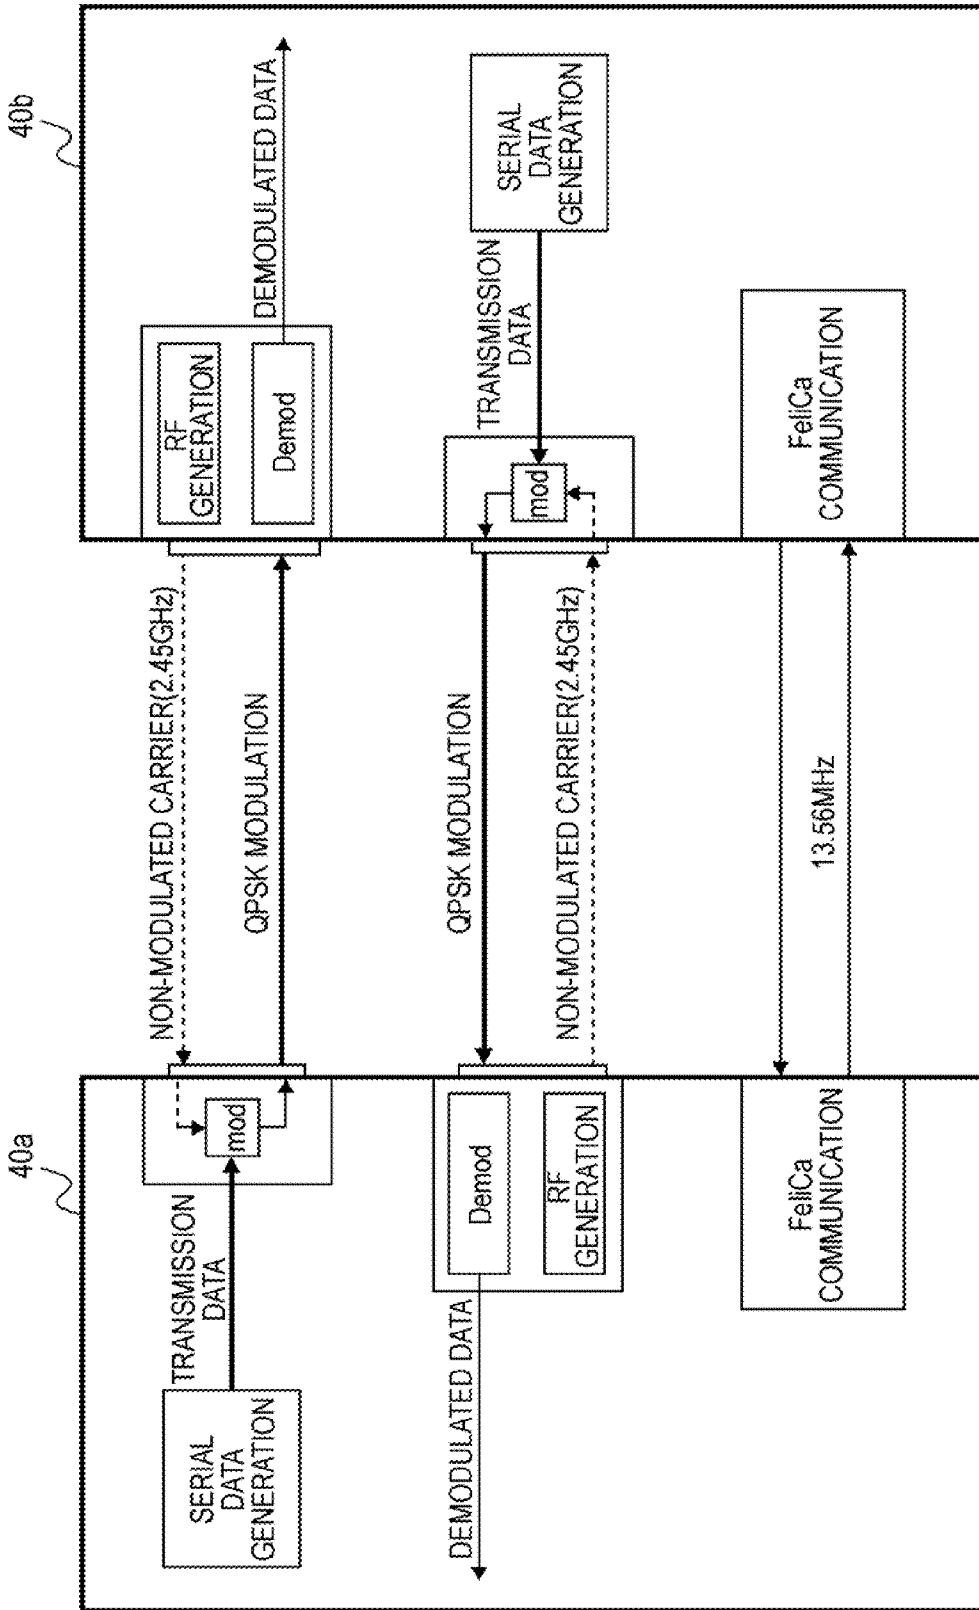 40a
40b
SERIAL
DATA
GENERATION
TRANSMISSION
DATA
mod
NON-MODULATED CARRIER(2.45GHz)
QPSK MODULATION
RF
GENERATION
Demod
DEMODULATED DATA
DEMODULATED DATA
Demod
RF
GENERATION
QPSK MODULATION
NON-MODULATED CARRIER(2.45GHz)
mod
TRANSMISSION
DATA
SERIAL
DATA
GENERATION
FeliCa
COMMUNICATION
13.56MHz
FeliCa
COMMUNICATION